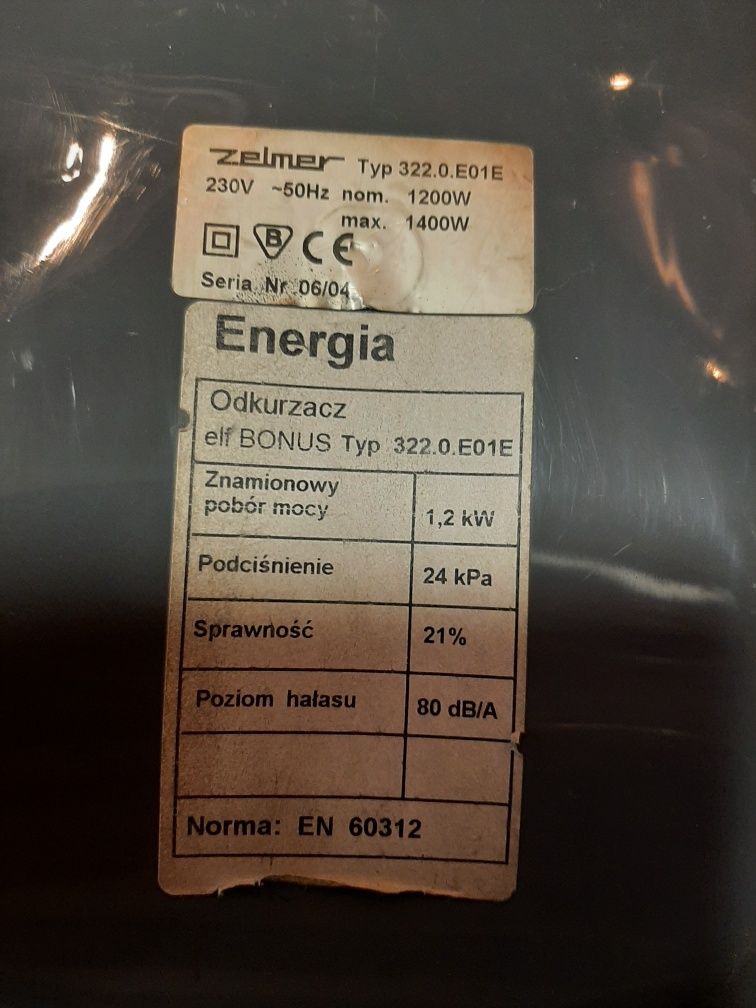 zelmer Typ 322.0.E01E
230V ~50Hz nom. 1200W
max. 1400W
B CE
Seria Nr 06/04
Energia
Odkurzacz
elf BONUS Typ 322.0.E01E
Znamionowy
pobór mocy 1,2 kW
Podciśnienie 24 kPa
Sprawność 21%
Poziom hałasu 80 dB/A
Norma: EN 60312